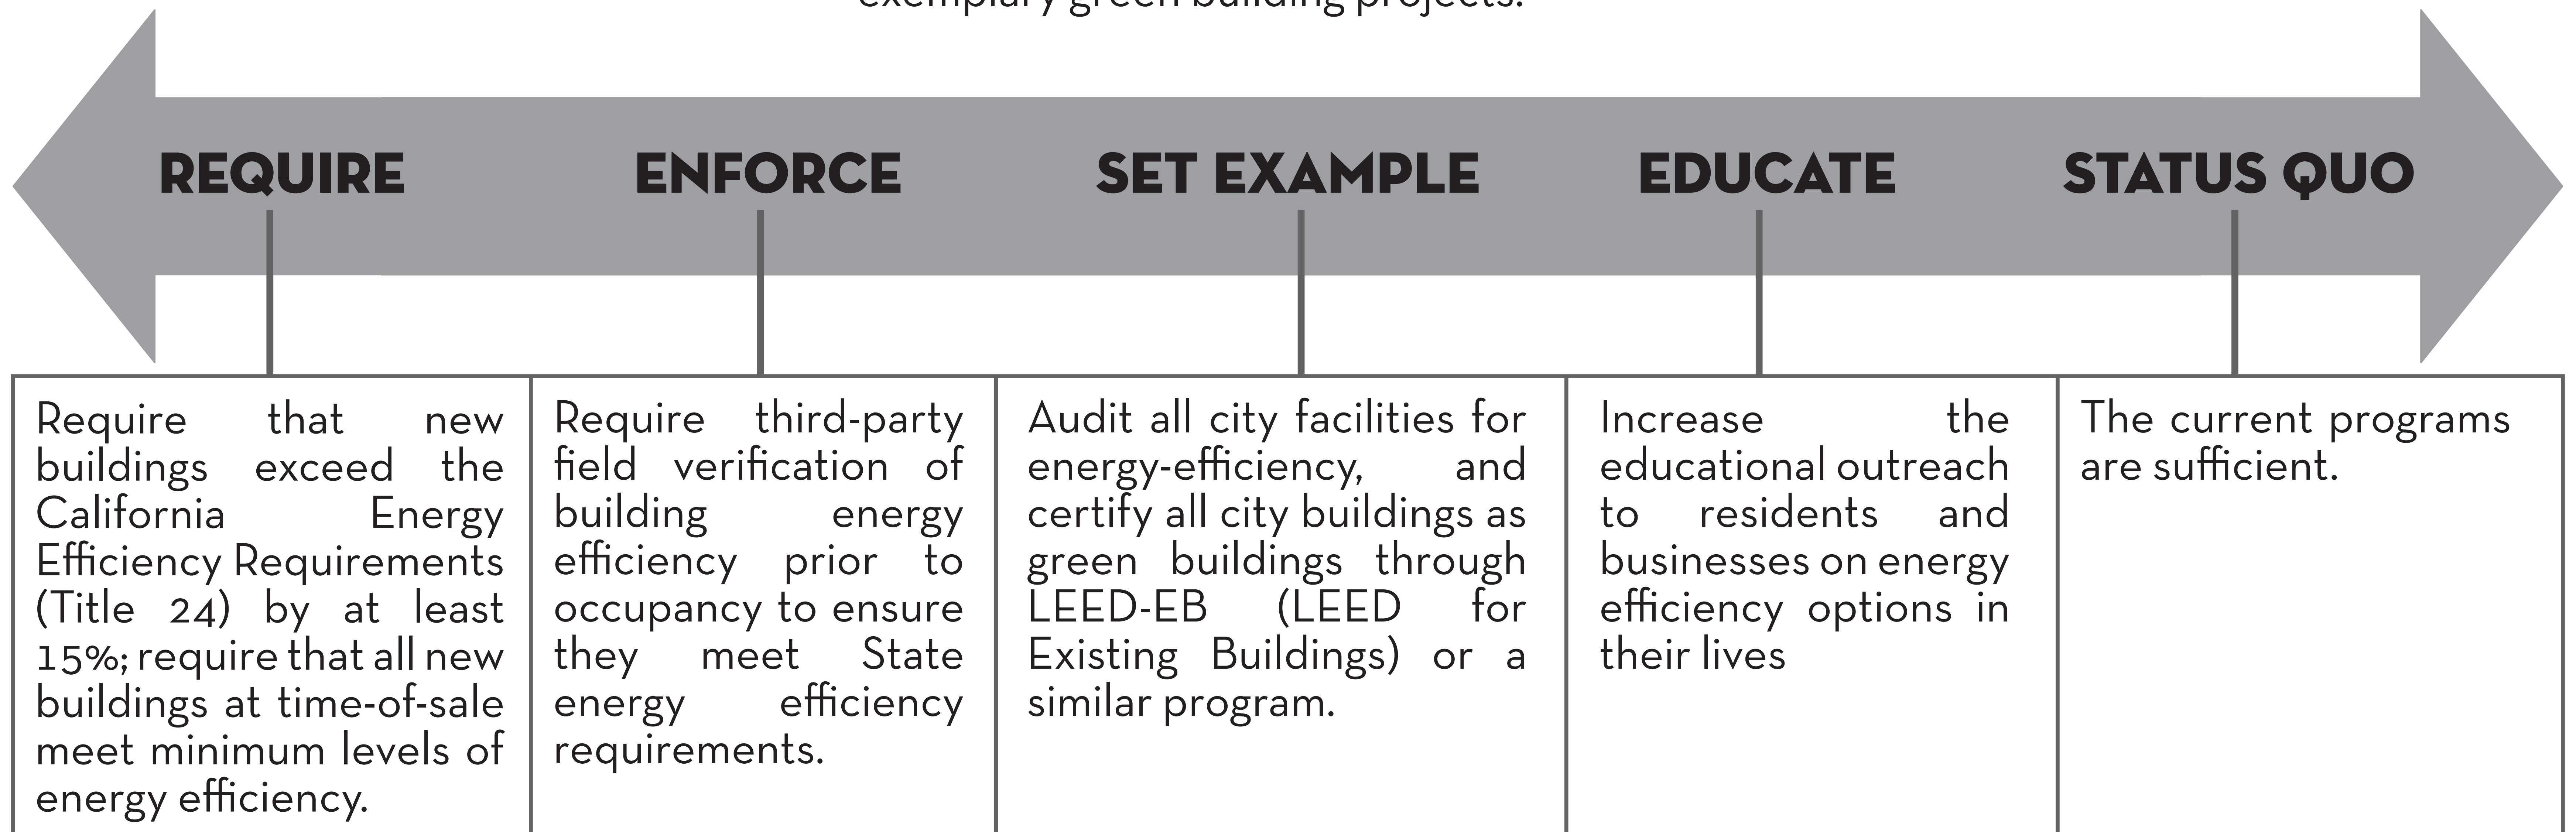 exemplary green building projects.
REQUIRE ENFORCE SET EXAMPLE EDUCATE STATUS QUO
Require that new
buildings exceed the
California Energy
Efficiency Requirements
(Title 24) by at least
15%; require that all new
buildings at time-of-sale
meet minimum levels of
energy efficiency.
Require third-party
field verification of
building energy
efficiency prior to
occupancy to ensure
they meet State
energy efficiency
requirements.
Audit all city facilities for
energy-efficiency, and
certify all city buildings as
green buildings through
LEED-EB (LEED for
Existing Buildings) or a
similar program.
Increase the
educational outreach
to residents and
businesses on energy
efficiency options in
their lives
The current programs
are sufficient.